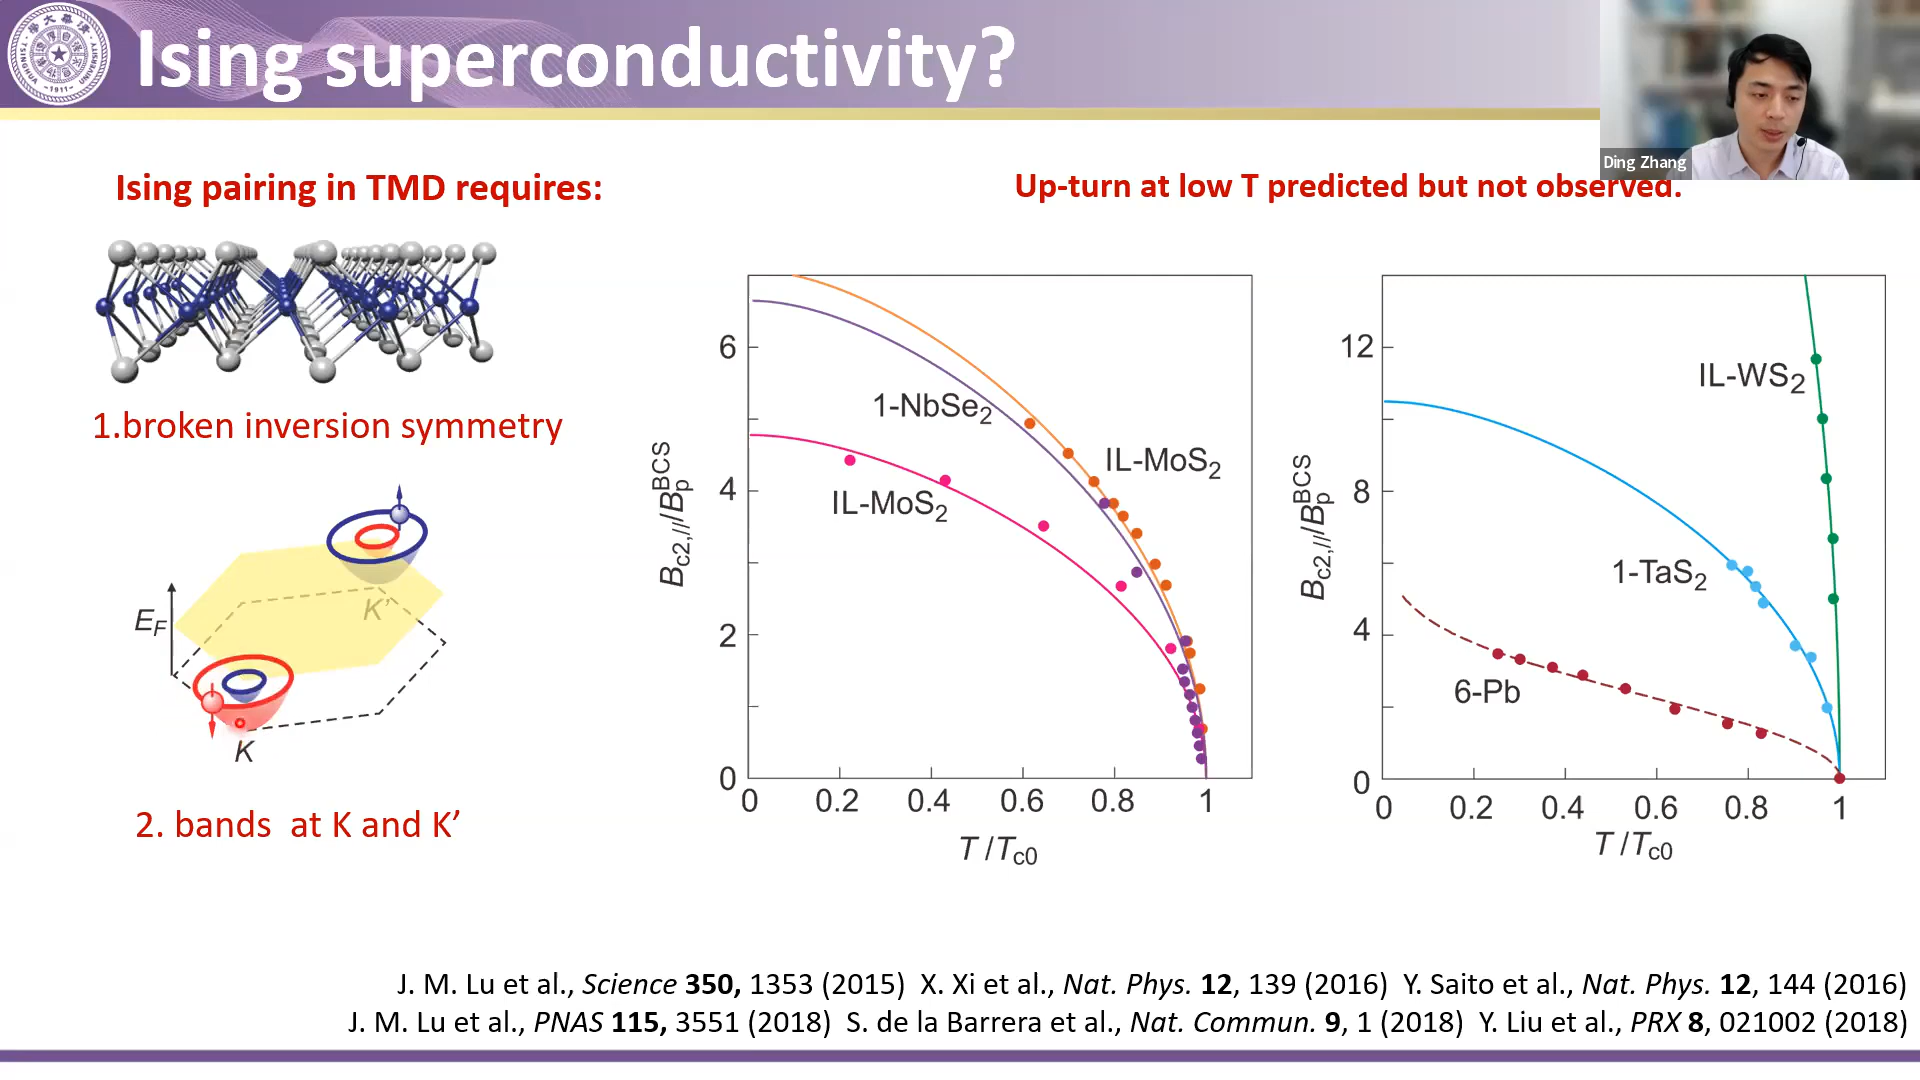 Ising superconductivity?
TSINGHUA UNIVERSITY
-1911-
Ding Zhang
Ising pairing in TMD requires:
1.broken inversion symmetry
E_F
K'
K
2. bands at K and K’
Up-turn at low T predicted but not observed.
B_c2,///B_p^BCS
6
4
2
0
0 0.2 0.4 0.6 0.8 1
T /T_c0
1-NbSe₂
IL-MoS₂
IL-MoS₂
B_c2,///B_p^BCS
12
8
4
0
0 0.2 0.4 0.6 0.8 1
T /T_c0
IL-WS₂
1-TaS₂
6-Pb
J. M. Lu et al., Science 350, 1353 (2015) X. Xi et al., Nat. Phys. 12, 139 (2016) Y. Saito et al., Nat. Phys. 12, 144 (2016)
J. M. Lu et al., PNAS 115, 3551 (2018) S. de la Barrera et al., Nat. Commun. 9, 1 (2018) Y. Liu et al., PRX 8, 021002 (2018)